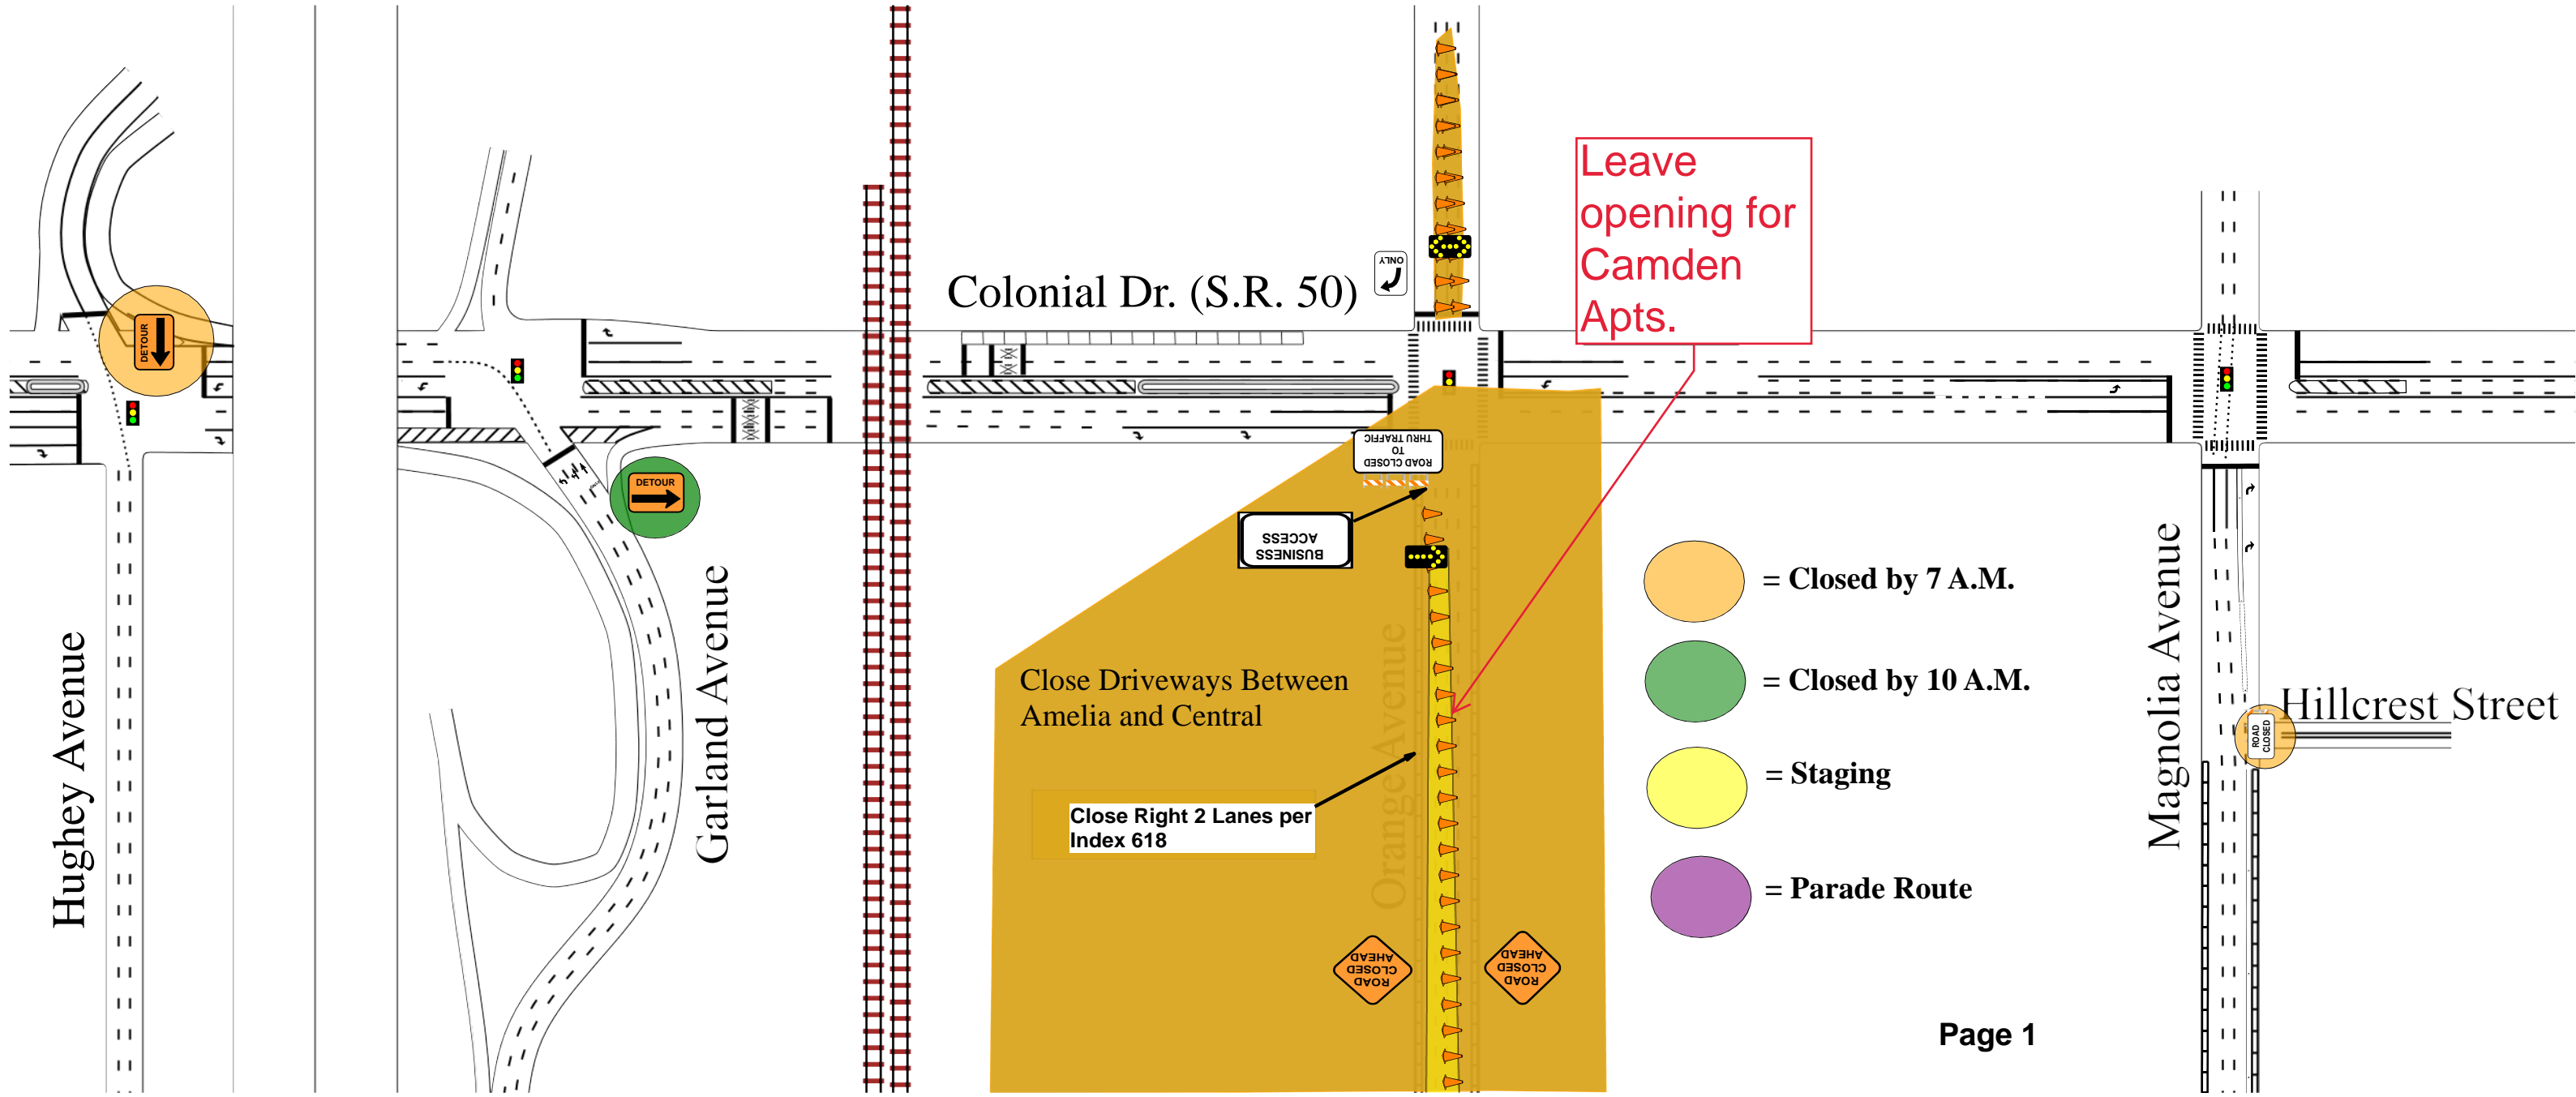 Leave
opening for
Camden
Apts.
ONLY
Colonial Dr. (S.R. 50)
DETOUR
ROAD CLOSED
TO
THRU TRAFFIC
DETOUR
BUSINESS
ACCESS
= Closed by 7 A.M.
= Closed by 10 A.M.
= Staging
= Parade Route
Close Driveways Between
Amelia and Central
Close Right 2 Lanes per
Index 618
Hughey Avenue
Garland Avenue
Orange Avenue
Magnolia Avenue
Hillcrest Street
ROAD
CLOSED
ROAD
CLOSED
AHEAD
ROAD
CLOSED
AHEAD
Page 1